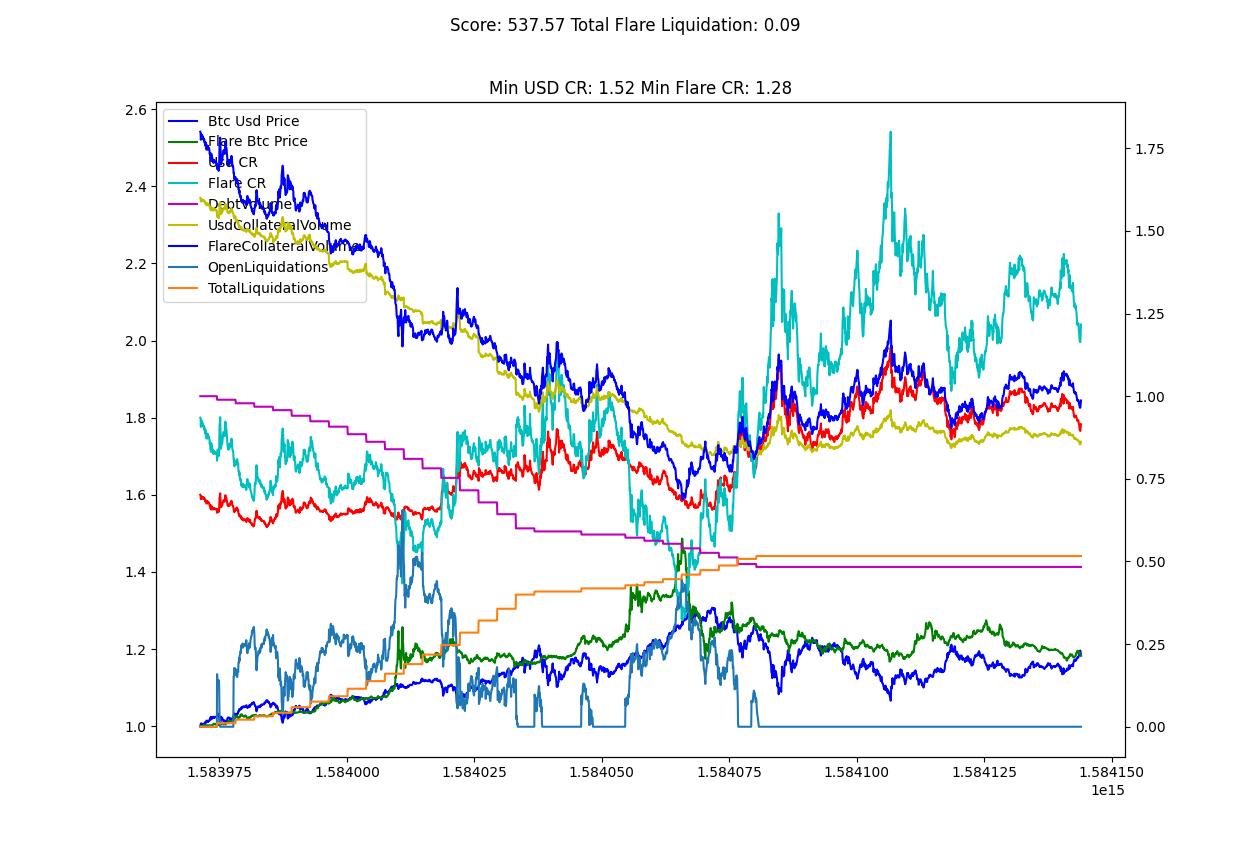 Score: 537.57 Total Flare Liquidation: 0.09
Min USD CR: 1.52 Min Flare CR: 1.28
Btc Usd Price
Flare Btc Price
Usd CR
Flare CR
DebtVolume
UsdCollateralVolume
FlareCollateralVolume
OpenLiquidations
TotalLiquidations
2.6
2.4
2.2
2.0
1.8
1.6
1.4
1.2
1.0
1.75
1.50
1.25
1.00
0.75
0.50
0.25
0.00
1.583975 1.584000 1.584025 1.584050 1.584075 1.584100 1.584125 1.584150
1e15